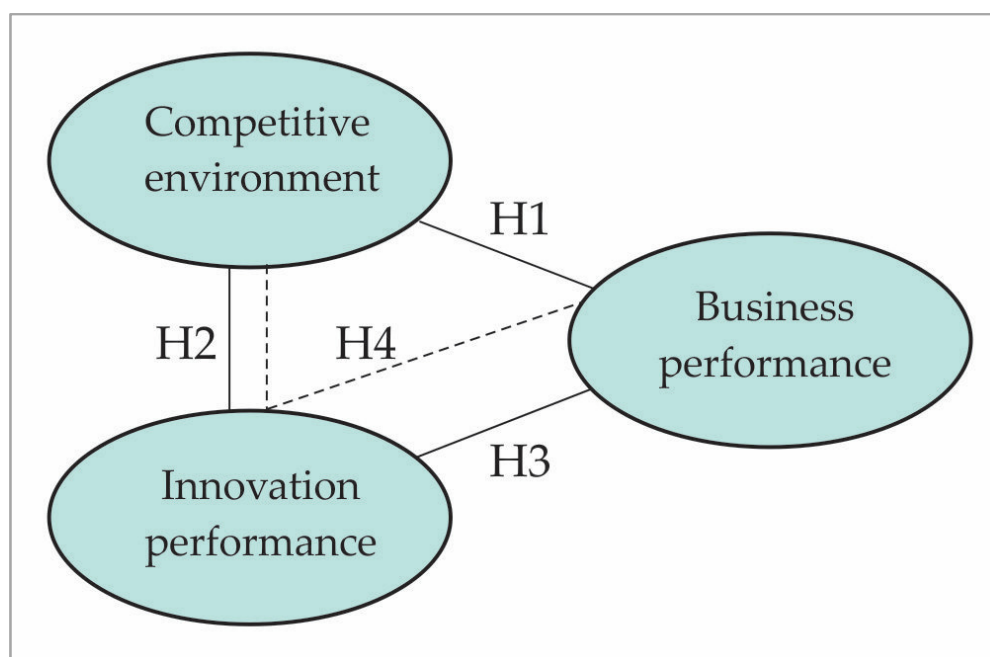 Competitive
environment
H1
Business
performance
H2
H4
H3
Innovation
performance